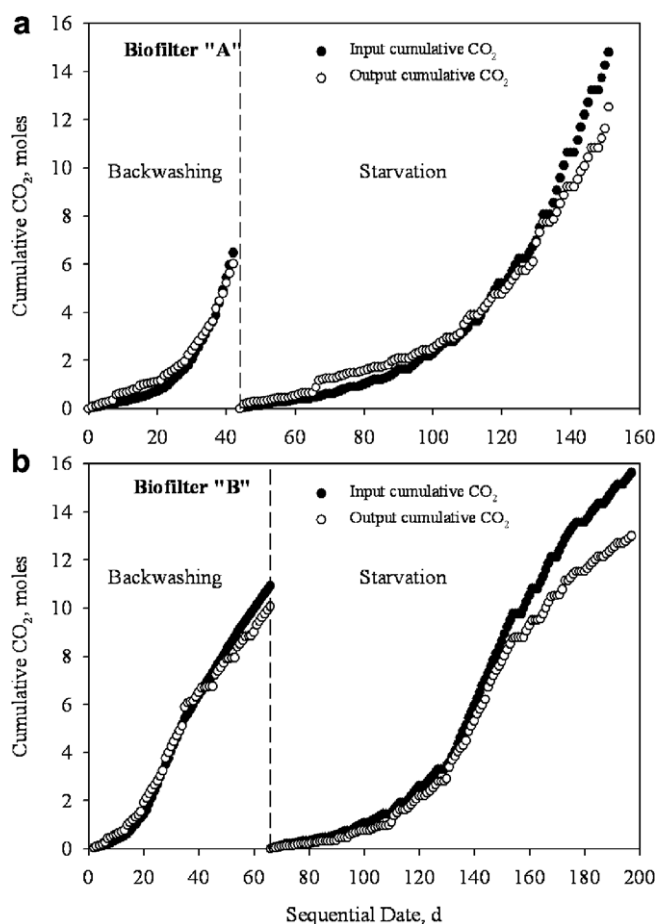 a
Biofilter "A"
Input cumulative CO₂
Output cumulative CO₂
Backwashing
Starvation
Cumulative CO₂, moles
16
14
12
10
8
6
4
2
0
0 20 40 60 80 100 120 140 160
b
Biofilter "B"
Input cumulative CO₂
Output cumulative CO₂
Backwashing
Starvation
Cumulative CO₂, moles
16
14
12
10
8
6
4
2
0
0 20 40 60 80 100 120 140 160 180 200
Sequential Date, d